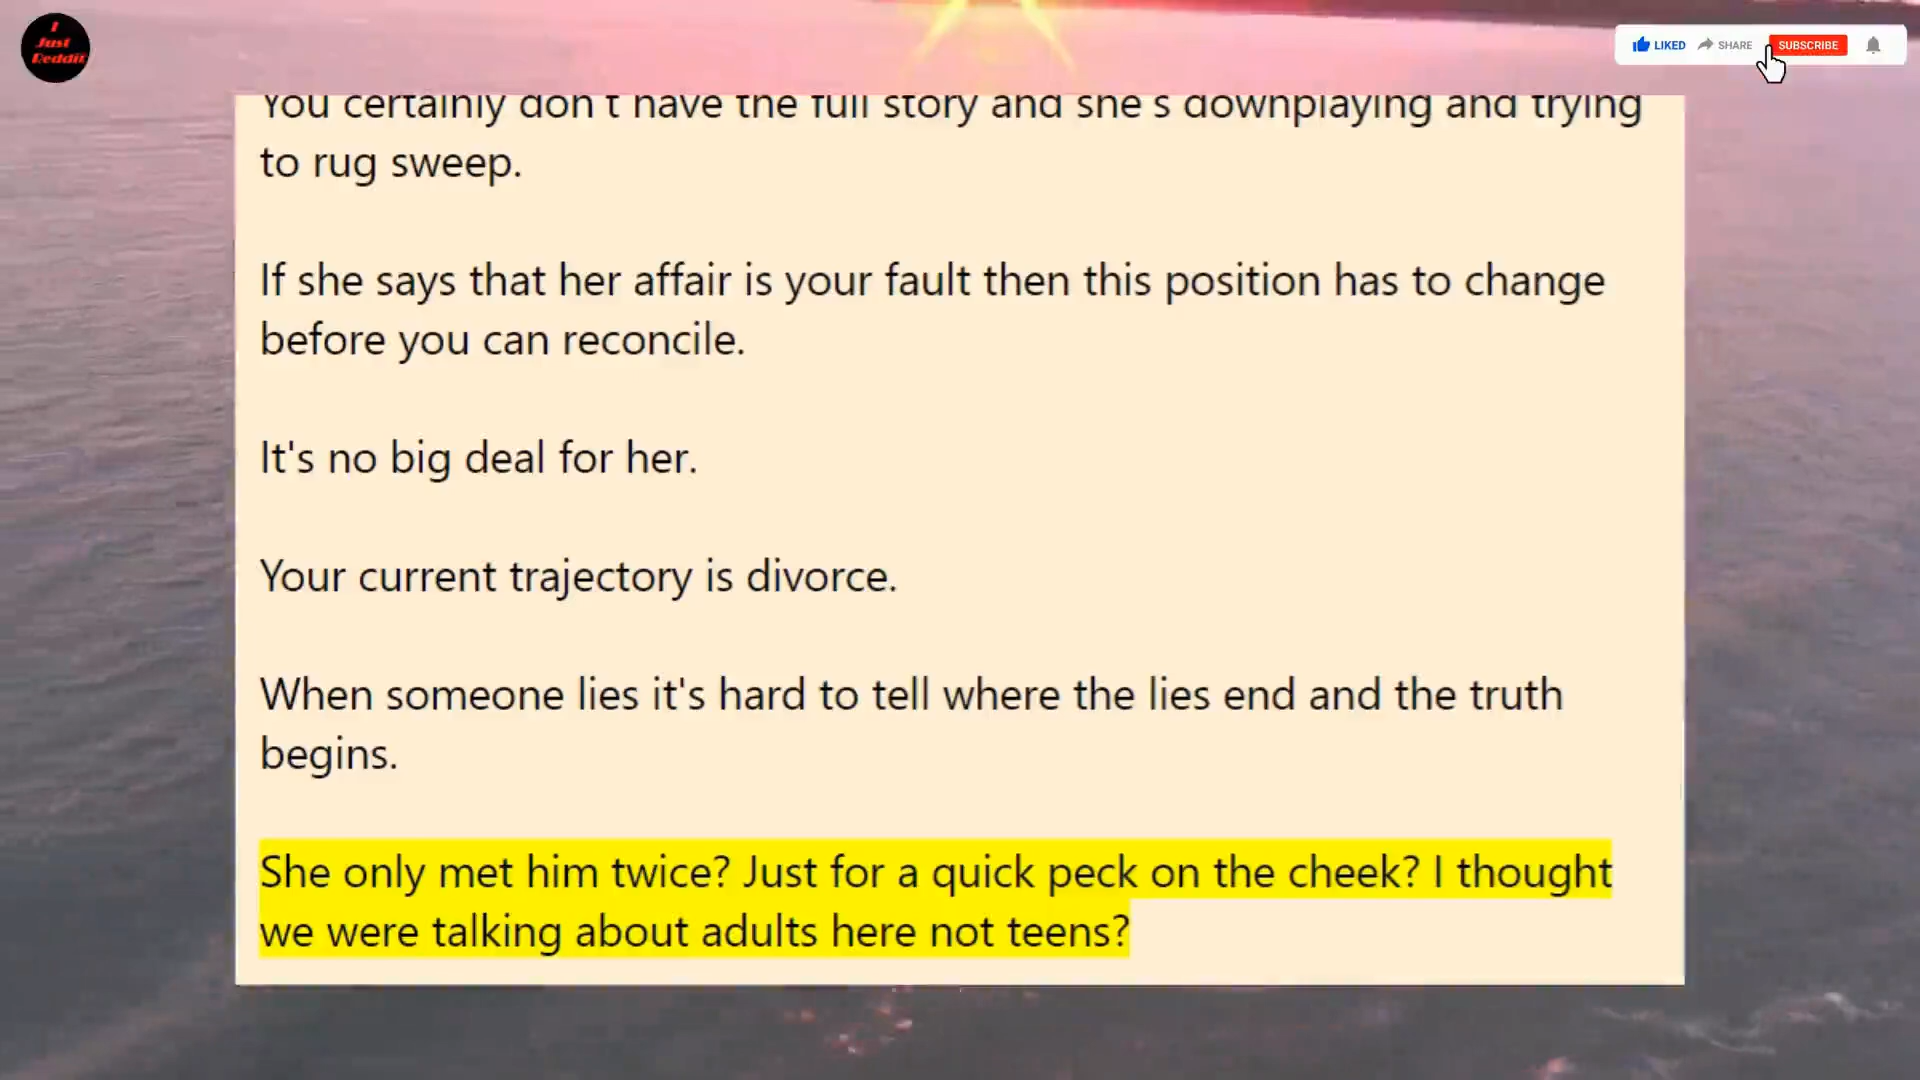 I
Just
Reddit
LIKED SHARE SUBSCRIBE
You certainly don't have the full story and she's downplaying and trying
to rug sweep.
If she says that her affair is your fault then this position has to change
before you can reconcile.
It's no big deal for her.
Your current trajectory is divorce.
When someone lies it's hard to tell where the lies end and the truth
begins.
She only met him twice? Just for a quick peck on the cheek? I thought
we were talking about adults here not teens?